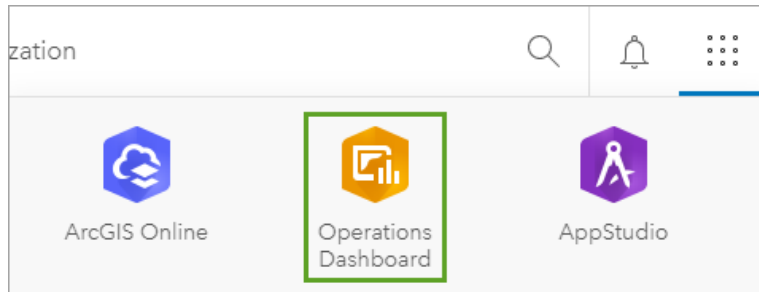 zation
ArcGIS Online
Operations
Dashboard
AppStudio